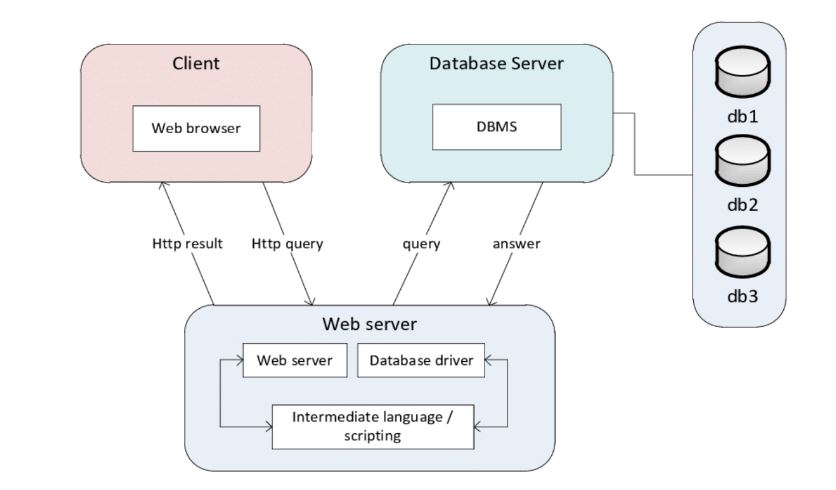 Client
Web browser
Database Server
DBMS
db1
db2
db3
Http result
Http query
query
answer
Web server
Web server
Database driver
Intermediate language /
scripting